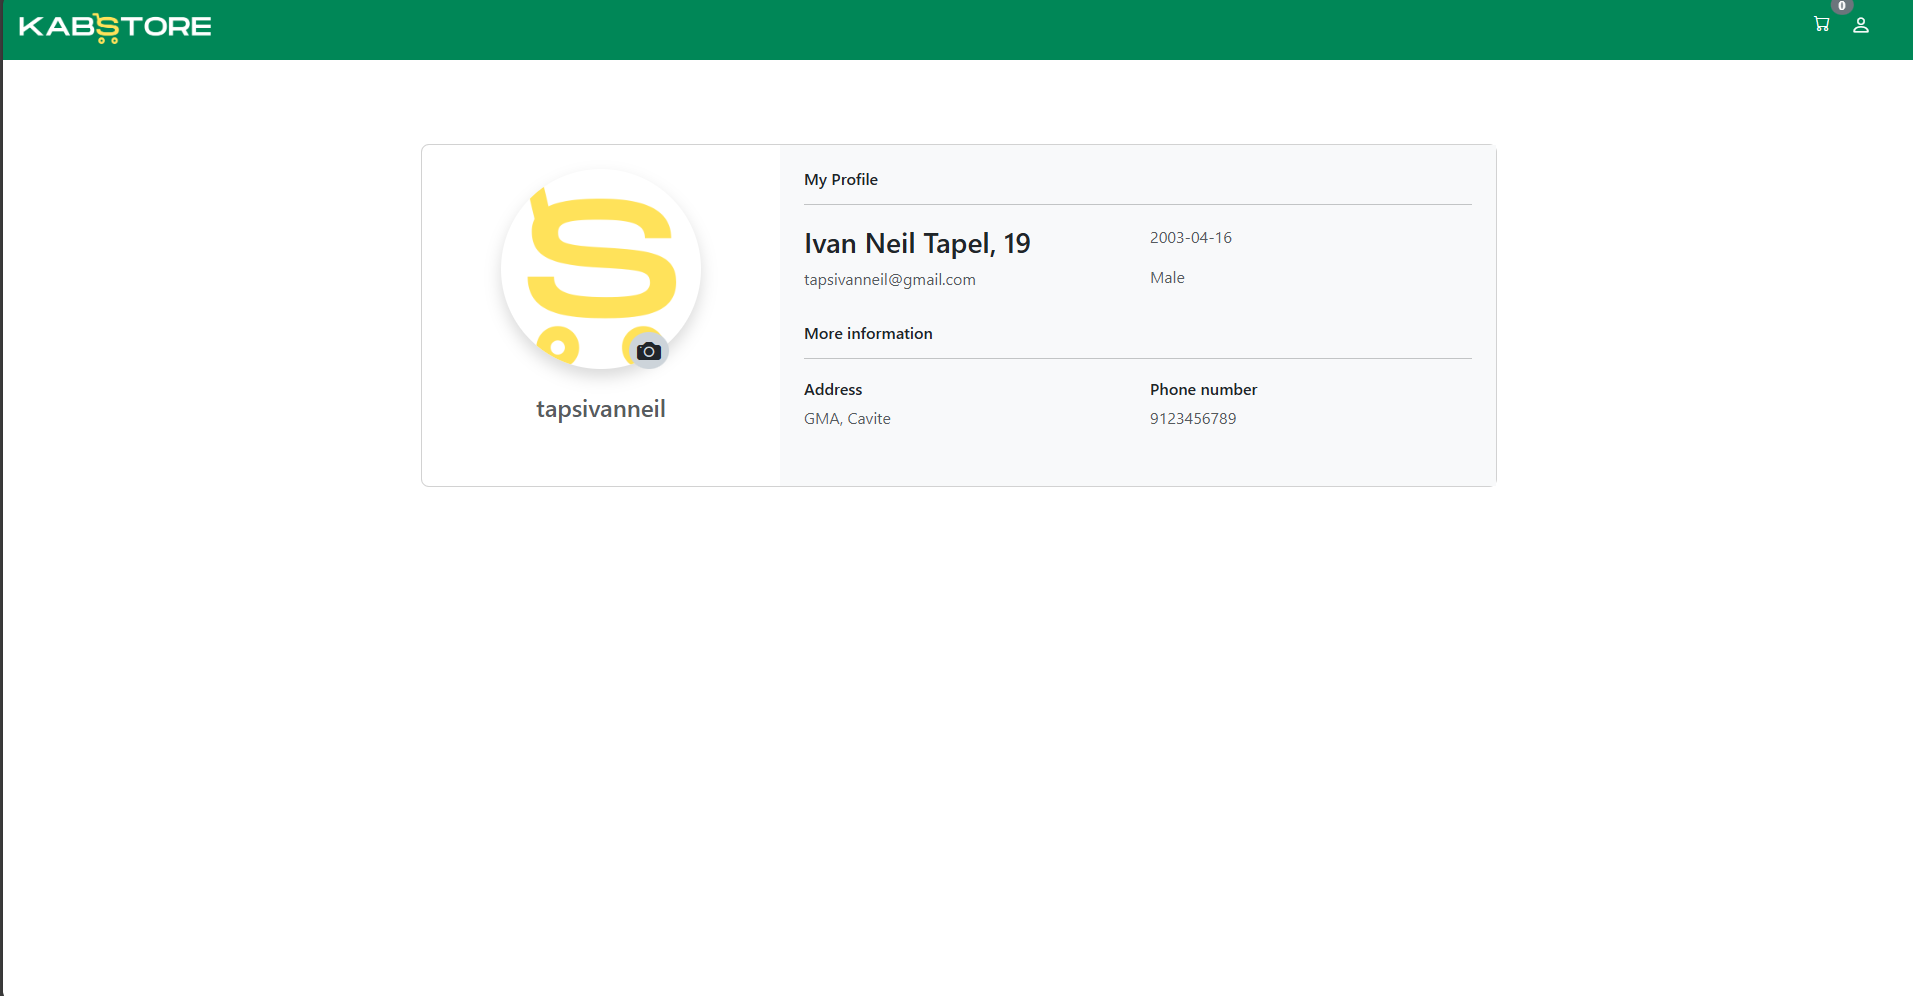 KABSTORE
0
My Profile
Ivan Neil Tapel, 19
2003-04-16
tapsivanneil@gmail.com
Male
More information
Address
Phone number
GMA, Cavite
9123456789
tapsivanneil